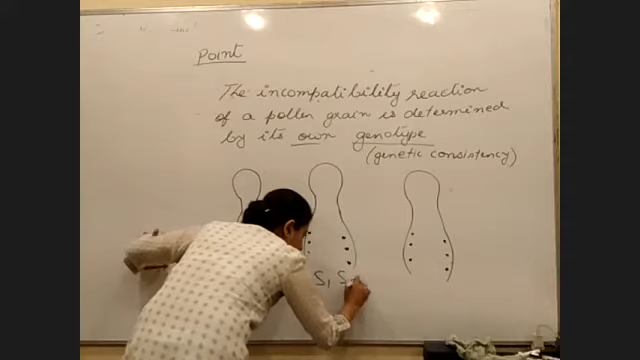 Point
The incompatibility reaction
of a pollen grain is determined
by its own genotype
(genetic consistency)
S, S